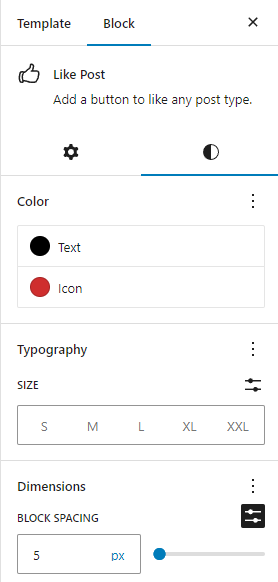 Template Block
Like Post
Add a button to like any post type.
Color
Text
Icon
Typography
SIZE
S M L XL XXL
Dimensions
BLOCK SPACING
5 px